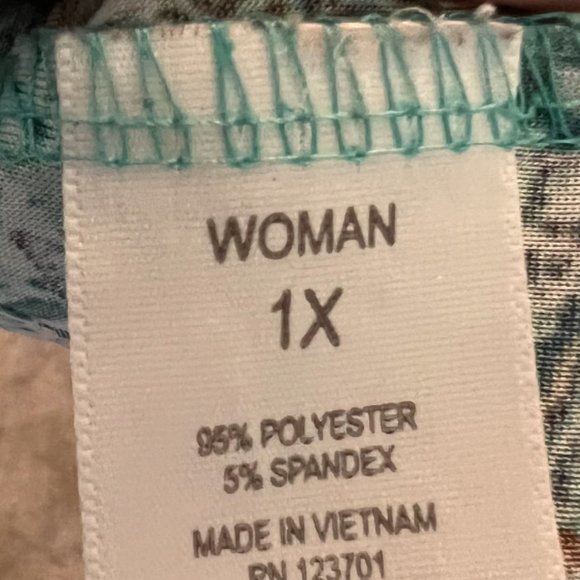 WOMAN
1X
95% POLYESTER
5% SPANDEX
MADE IN VIETNAM
RN 123701